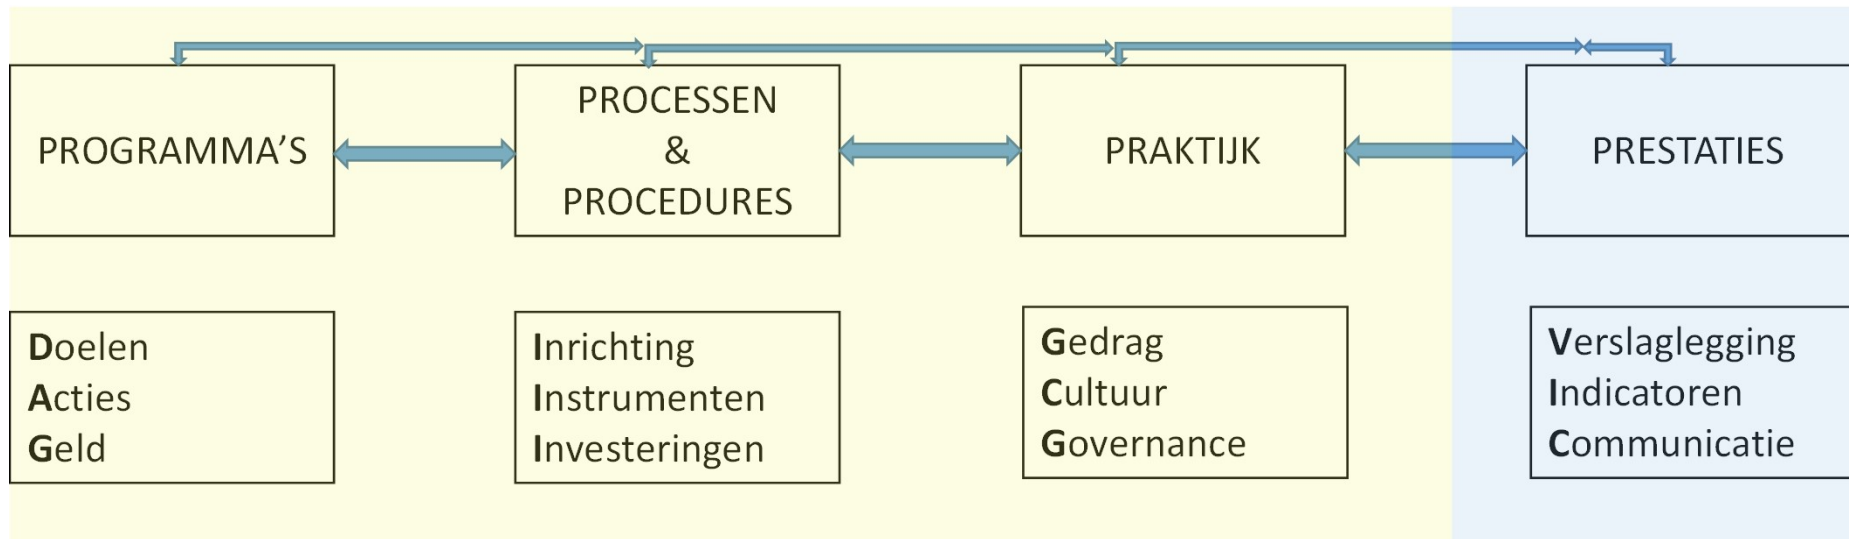 PROGRAMMA’S
PROCESSEN
&
PROCEDURES
PRAKTIJK
PRESTATIES
Doelen
Acties
Geld
Inrichting
Instrumenten
Investeringen
Gedrag
Cultuur
Governance
Verslaglegging
Indicatoren
Communicatie